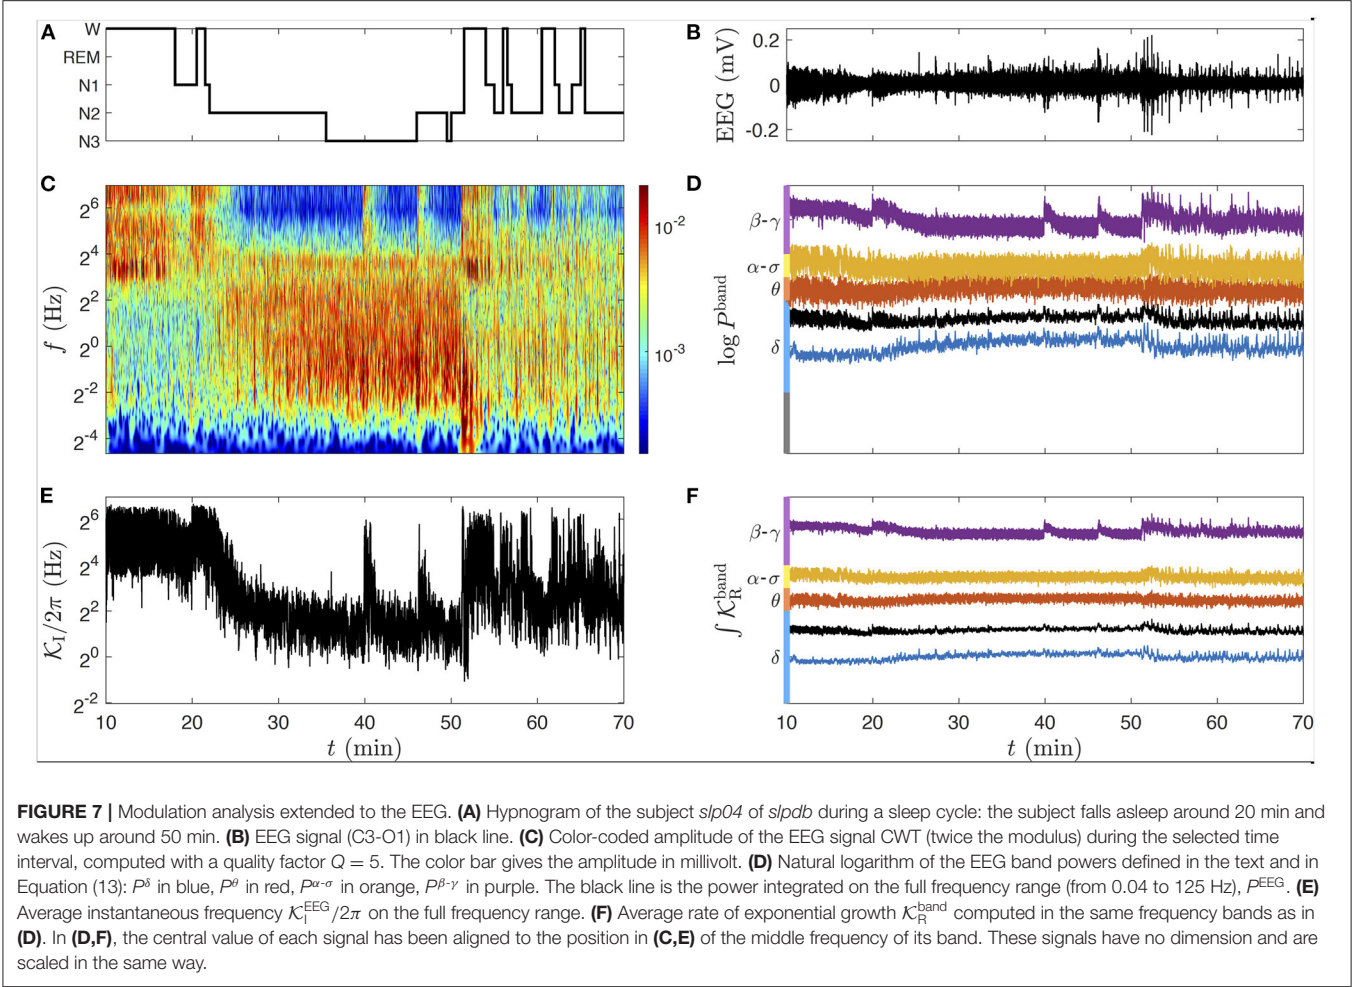 A
W
REM
N1
N2
N3
B
EEG (mV)
0.2
0
-0.2
C
f (Hz)
2^6
2^4
2^2
2^0
2^-2
2^-4
10^-2
10^-3
D
log P^band
β-γ
α-σ
θ
δ
E
𝒦_I/2π (Hz)
2^6
2^4
2^2
2^0
2^-2
10 20 30 40 50 60 70
t (min)
F
∫ 𝒦_R^band
β-γ
α-σ
θ
δ
10 20 30 40 50 60 70
t (min)
FIGURE 7 | Modulation analysis extended to the EEG. (A) Hypnogram of the subject slp04 of slpdb during a sleep cycle: the subject falls asleep around 20 min and
wakes up around 50 min. (B) EEG signal (C3-O1) in black line. (C) Color-coded amplitude of the EEG signal CWT (twice the modulus) during the selected time
interval, computed with a quality factor Q = 5. The color bar gives the amplitude in millivolt. (D) Natural logarithm of the EEG band powers defined in the text and in
Equation (13): P^δ in blue, P^θ in red, P^α-σ in orange, P^β-γ in purple. The black line is the power integrated on the full frequency range (from 0.04 to 125 Hz), P^EEG. (E)
Average instantaneous frequency 𝒦_I^EEG/2π on the full frequency range. (F) Average rate of exponential growth 𝒦_R^band computed in the same frequency bands as in
(D). In (D,F), the central value of each signal has been aligned to the position in (C,E) of the middle frequency of its band. These signals have no dimension and are
scaled in the same way.